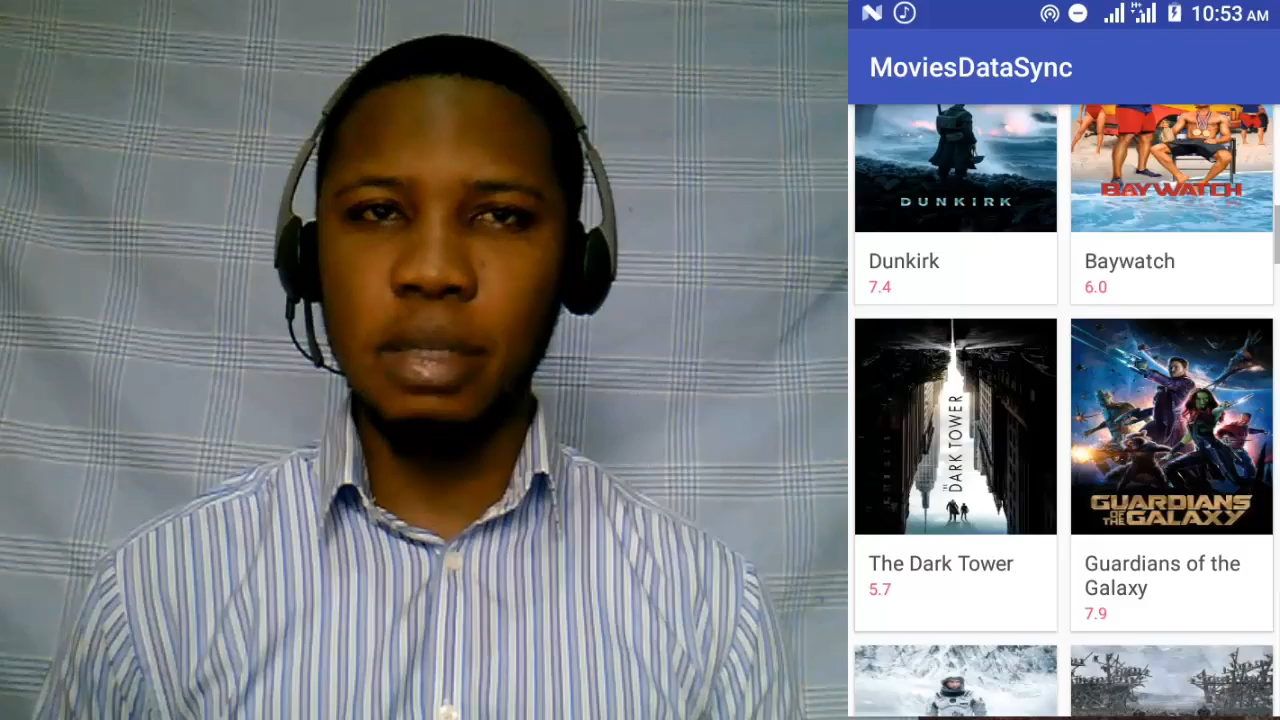 10:53 AM
MoviesDataSync
DUNKIRK
BAYWATCH
Dunkirk
7.4
Baywatch
6.0
THE DARK TOWER
GUARDIANS
OF THE GALAXY
The Dark Tower
5.7
Guardians of the
Galaxy
7.9